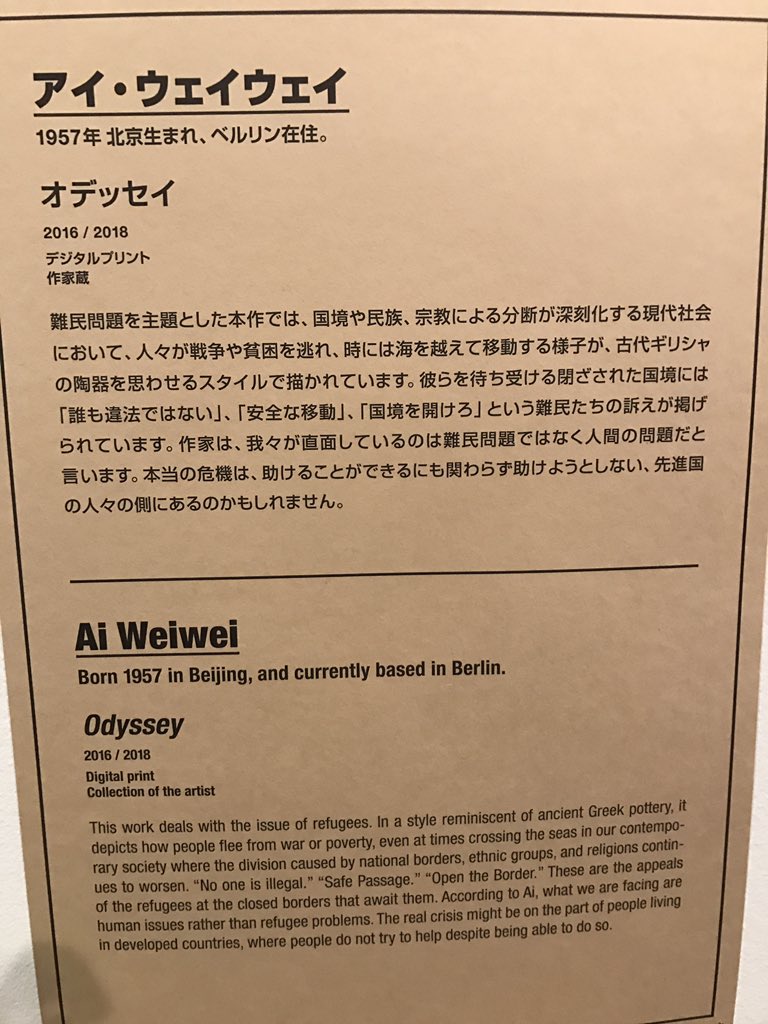 アイ・ウェイウェイ
1957年 北京生まれ、ベルリン在住。
オデッセイ
2016 / 2018
デジタルプリント
作家蔵
難民問題を主題とした本作では、国境や民族、宗教による分断が深刻化する現代社会
において、人々が戦争や貧困を逃れ、時には海を越えて移動する様子が、古代ギリシャ
の陶器を思わせるスタイルで描かれています。彼らを待ち受ける閉ざされた国境には
「誰も違法ではない」、「安全な移動」、「国境を開けろ」という難民たちの訴えが掲げ
られています。作家は、我々が直面しているのは難民問題ではなく人間の問題だと
言います。本当の危機は、助けることができるにも関わらず助けようとしない、先進国
の人々の側にあるのかもしれません。
Ai Weiwei
Born 1957 in Beijing, and currently based in Berlin.
Odyssey
2016 / 2018
Digital print
Collection of the artist
This work deals with the issue of refugees. In a style reminiscent of ancient Greek pottery, it
depicts how people flee from war or poverty, even at times crossing the seas in our contempo-
rary society where the division caused by national borders, ethnic groups, and religions contin-
ues to worsen. “No one is illegal.” “Safe Passage.” “Open the Border.” These are the appeals
of the refugees at the closed borders that await them. According to Ai, what we are facing are
human issues rather than refugee problems. The real crisis might be on the part of people living
in developed countries, where people do not try to help despite being able to do so.